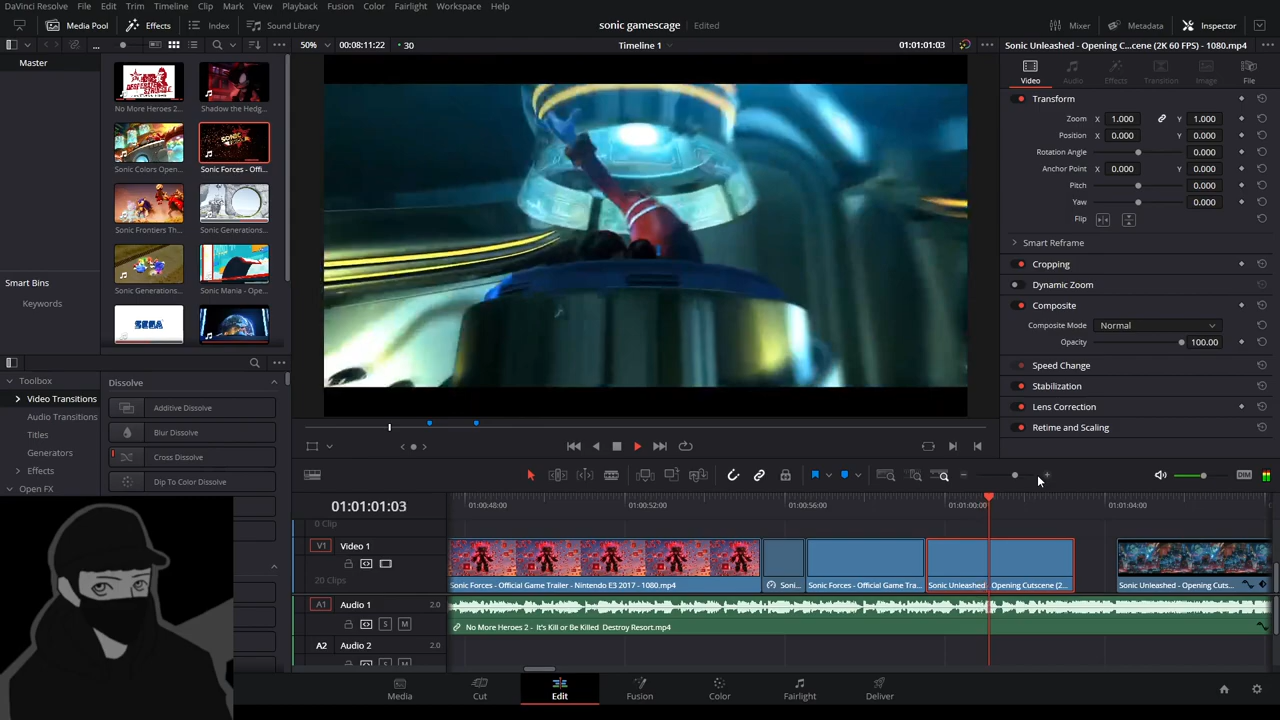 DaVinci Resolve File Edit Trim Timeline Clip Mark View Playback Fusion Color Fairlight Workspace Help
Media Pool Effects Index Sound Library sonic gamescage Edited Mixer Metadata Inspector
... 50% 00:08:11:22 30 Timeline 1 01:01:01:03 Sonic Unleashed - Opening C...cene (2K 60 FPS) - 1080.mp4
Master
Video Audio Effects Transition Image File
No More Heroes 2... Shadow the Hedg...
Sonic Colors Open... Sonic Forces - Offi...
Sonic Frontiers Th... Sonic Generations...
Sonic Generations... Sonic Mania - Ope...
SEGA
Smart Bins
Keywords
Transform
Zoom X 1.000 Y 1.000
Position X 0.000 Y 0.000
Rotation Angle 0.000
Anchor Point X 0.000 Y 0.000
Pitch 0.000
Yaw 0.000
Flip
Smart Reframe
Cropping
Dynamic Zoom
Composite
Composite Mode Normal
Opacity 100.00
Speed Change
Stabilization
Lens Correction
Retime and Scaling
Toolbox
Video Transitions
Audio Transitions
Titles
Generators
Effects
Open FX
Dissolve
Additive Dissolve
Blur Dissolve
Cross Dissolve
Dip To Color Dissolve
DIM
01:01:01:03
01:00:48:00 01:00:52:00 01:00:56:00 01:01:00:00 01:01:04:00
0 Clip
V1 Video 1
20 Clips
Sonic Forces - Official Game Trailer - Nintendo E3 2017 - 1080.mp4 Soni... Sonic Forces - Official Game Tra... Sonic Unleashed - Opening Cutscene (2... Sonic Unleashed - Opening Cuts...
A1 Audio 1 2.0
S M
No More Heroes 2 - It's Kill or Be Killed Destroy Resort.mp4
A2 Audio 2 2.0
Media Cut Edit Fusion Color Fairlight Deliver